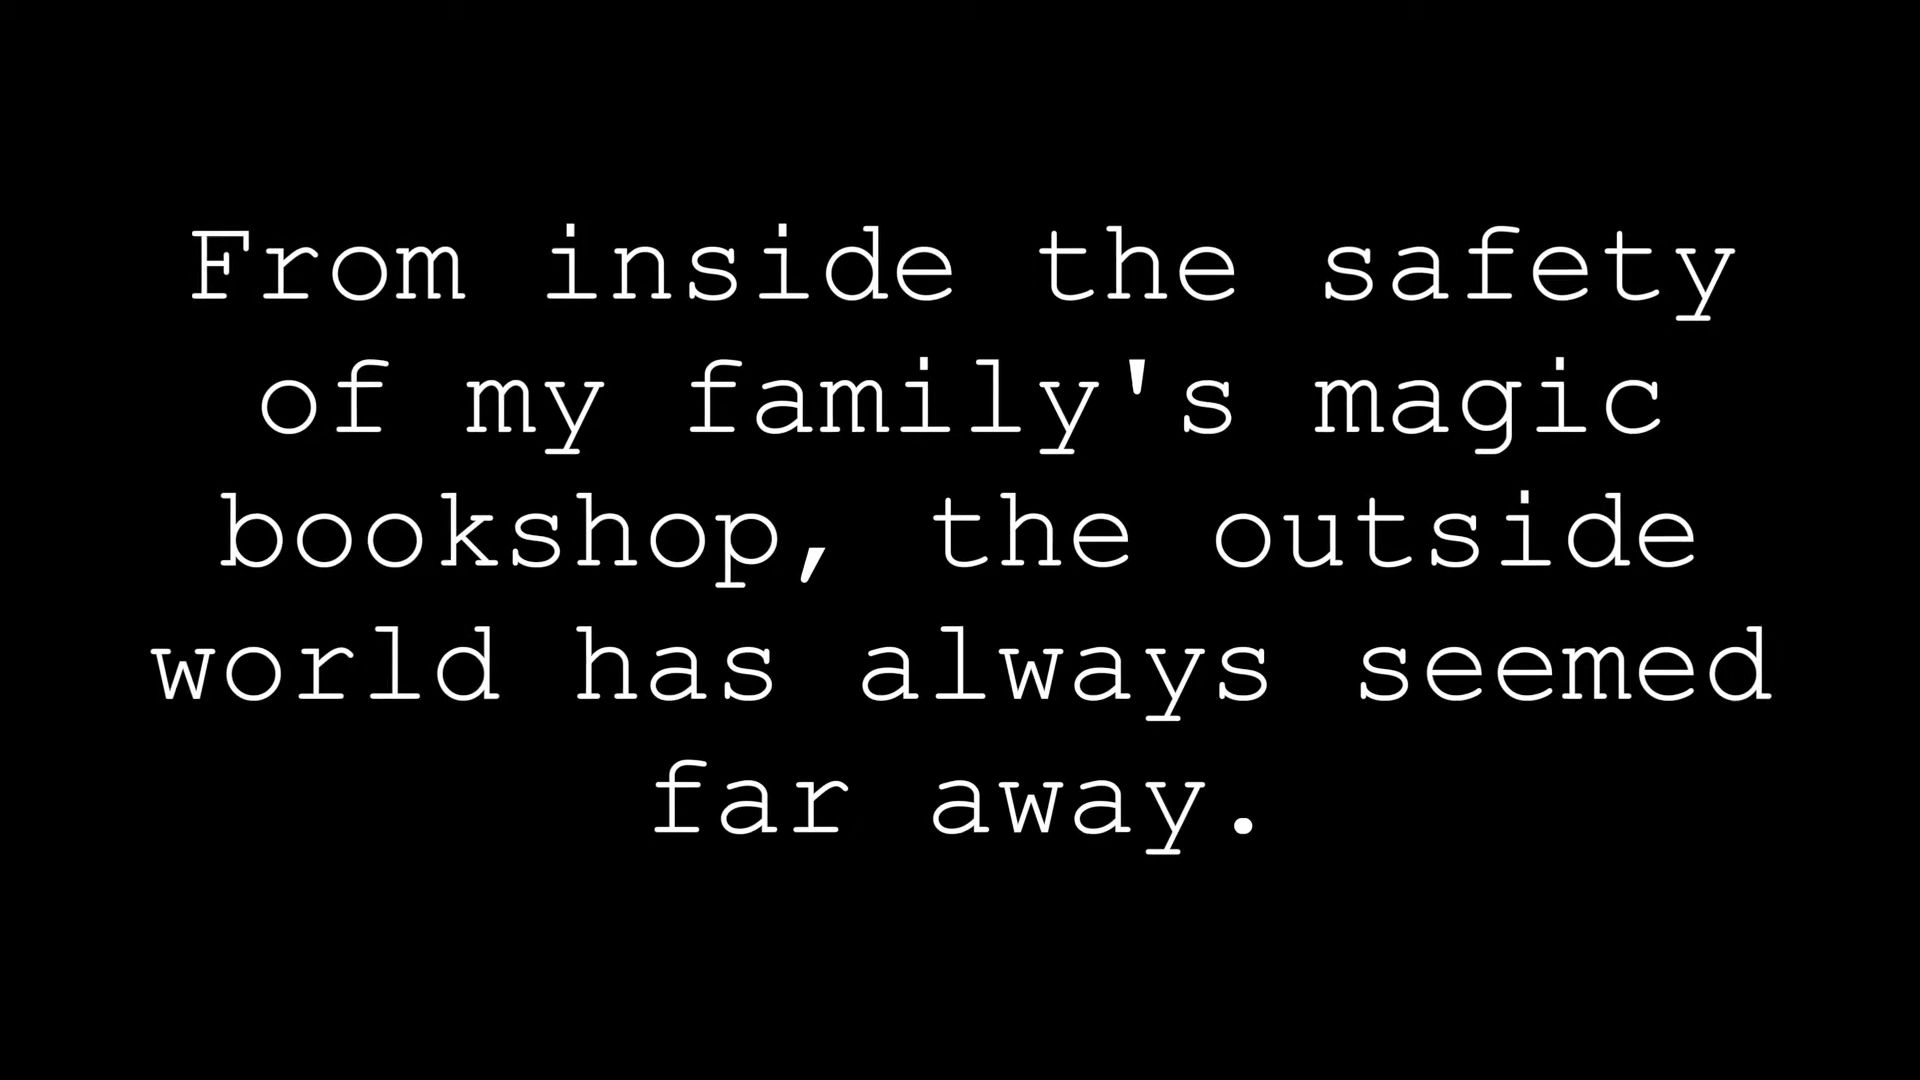 From inside the safety
of my family's magic
bookshop, the outside
world has always seemed
far away.